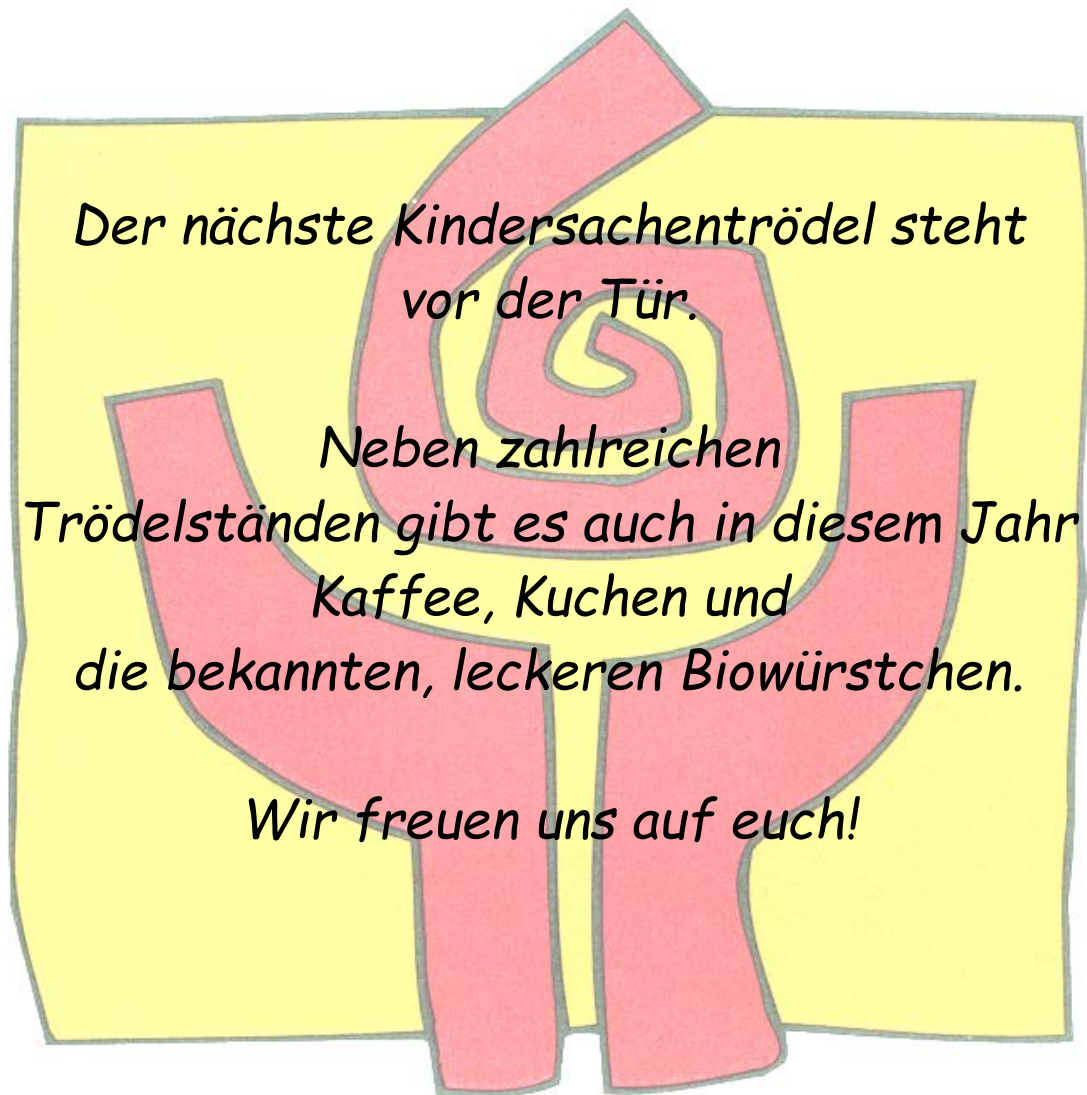 Der nächste Kindersachentrödel steht
vor der Tür.
Neben zahlreichen
Trödelständen gibt es auch in diesem Jahr
Kaffee, Kuchen und
die bekannten, leckeren Biowürstchen.
Wir freuen uns auf euch!